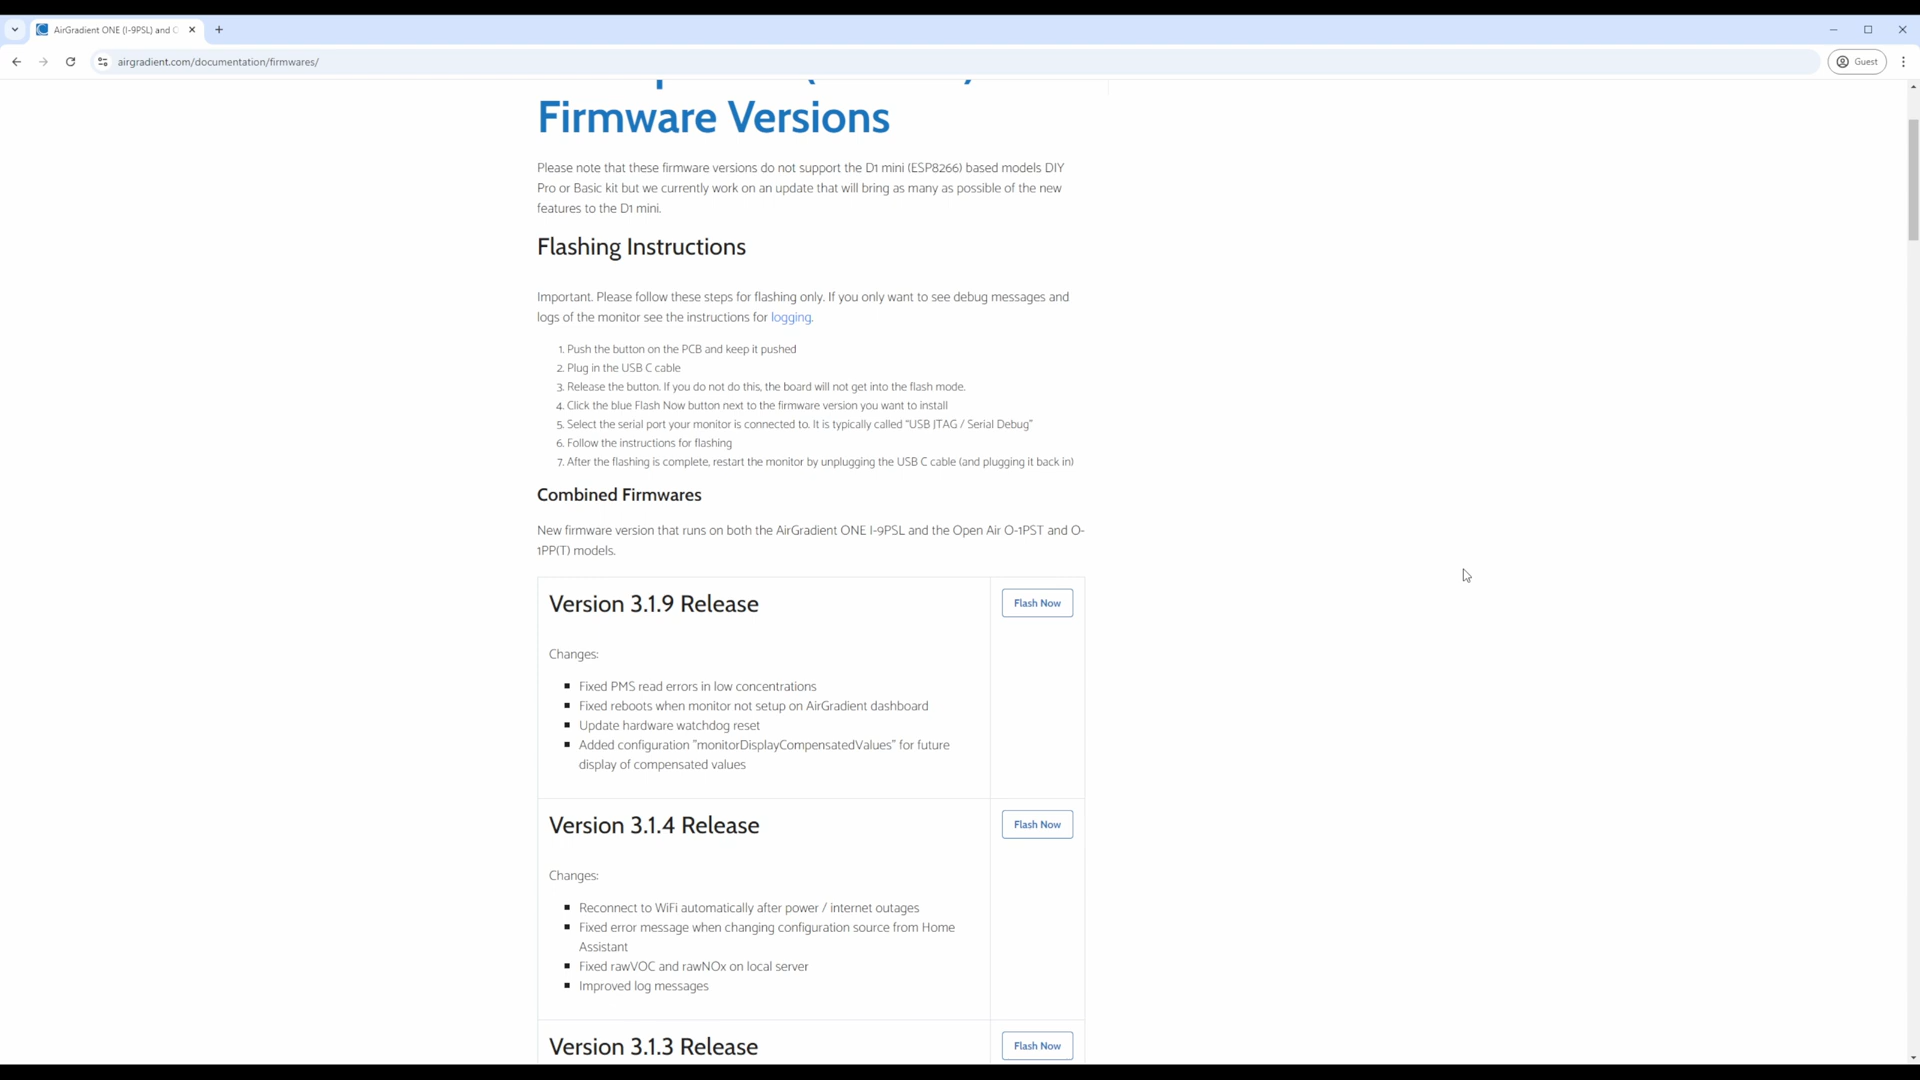 AirGradient ONE (I-9PSL) and O
airgradient.com/documentation/firmwares/
Guest
Firmware Versions
Please note that these firmware versions do not support the D1 mini (ESP8266) based models DIY
Pro or Basic kit but we currently work on an update that will bring as many as possible of the new
features to the D1 mini.
Flashing Instructions
Important. Please follow these steps for flashing only. If you only want to see debug messages and
logs of the monitor see the instructions for logging.
1. Push the button on the PCB and keep it pushed
2. Plug in the USB C cable
3. Release the button. If you do not do this, the board will not get into the flash mode.
4. Click the blue Flash Now button next to the firmware version you want to install
5. Select the serial port your monitor is connected to. It is typically called “USB JTAG / Serial Debug”
6. Follow the instructions for flashing
7. After the flashing is complete, restart the monitor by unplugging the USB C cable (and plugging it back in)
Combined Firmwares
New firmware version that runs on both the AirGradient ONE I-9PSL and the Open Air O-1PST and O-
1PP(T) models.
Version 3.1.9 Release
Flash Now
Changes:
Fixed PMS read errors in low concentrations
Fixed reboots when monitor not setup on AirGradient dashboard
Update hardware watchdog reset
Added configuration "monitorDisplayCompensatedValues" for future
display of compensated values
Version 3.1.4 Release
Flash Now
Changes:
Reconnect to WiFi automatically after power / internet outages
Fixed error message when changing configuration source from Home
Assistant
Fixed rawVOC and rawNOx on local server
Improved log messages
Version 3.1.3 Release
Flash Now